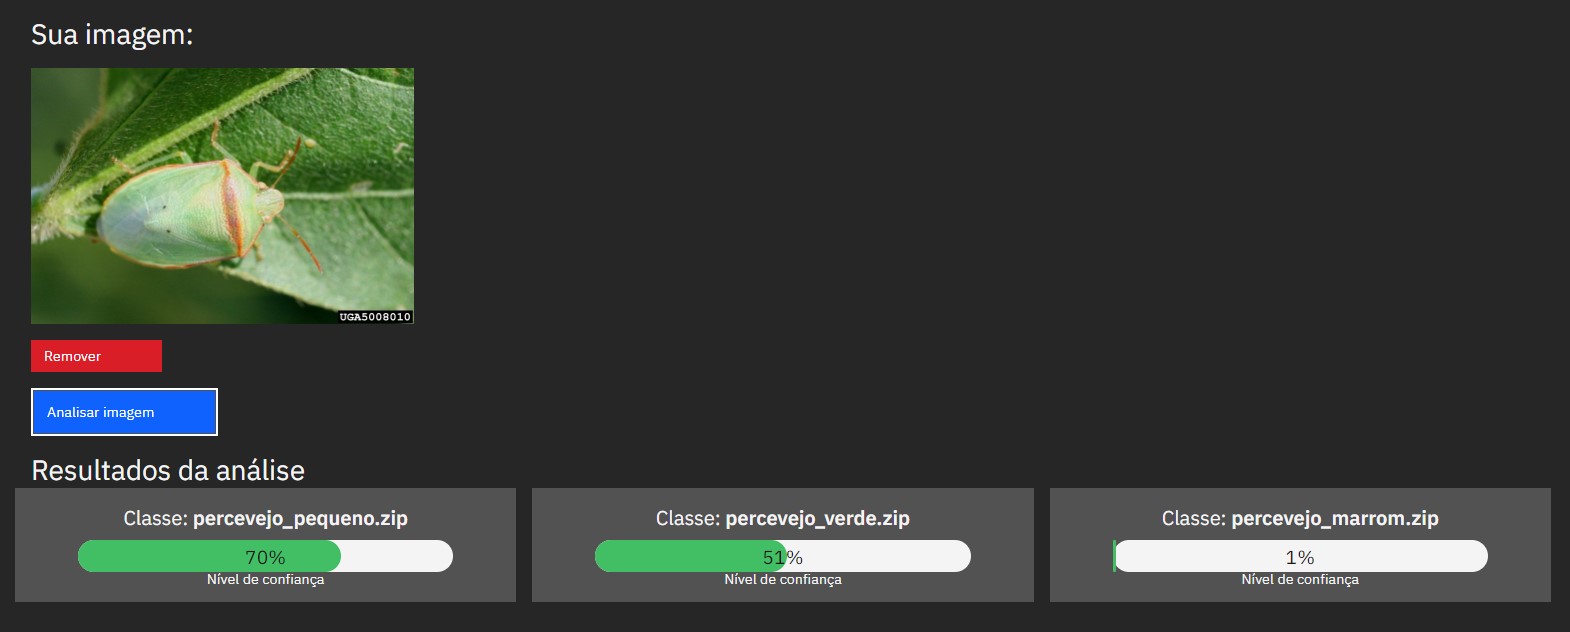 Sua imagem:
UGA5008010
Remover
Analisar imagem
Resultados da análise
Classe: percevejo_pequeno.zip
70%
Nível de confiança
Classe: percevejo_verde.zip
51%
Nível de confiança
Classe: percevejo_marrom.zip
1%
Nível de confiança